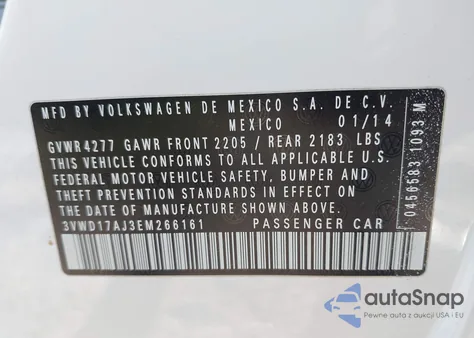 MFD BY VOLKSWAGEN DE MEXICO S.A. DE C.V.
MEXICO 01/14
GVWR 4277 GAWR FRONT 2205 / REAR 2183 LBS
THIS VEHICLE CONFORMS TO ALL APPLICABLE U.S.
FEDERAL MOTOR VEHICLE SAFETY, BUMPER AND
THEFT PREVENTION STANDARDS IN EFFECT ON
THE DATE OF MANUFACTURE SHOWN ABOVE.
3VWD17AJ3EM266161 PASSENGER CAR
0456583 1093 M
autoSnap
Pewne auta z aukcji USA i EU